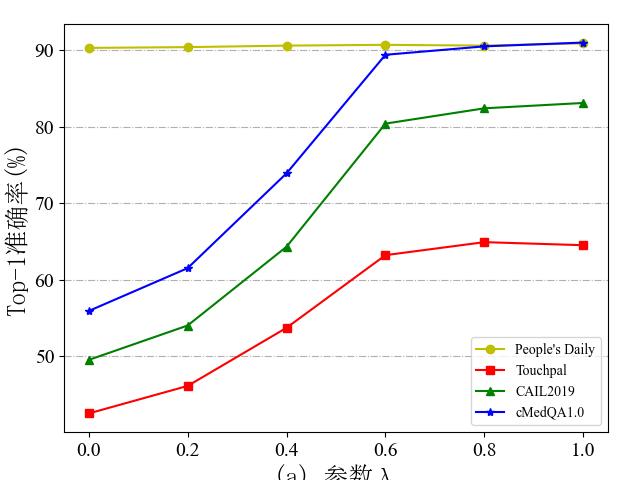 Top-1准确率(%)
90
80
70
60
50
People's Daily
Touchpal
CAIL2019
cMedQA1.0
0.0 0.2 0.4 0.6 0.8 1.0
(a) 参数 λ